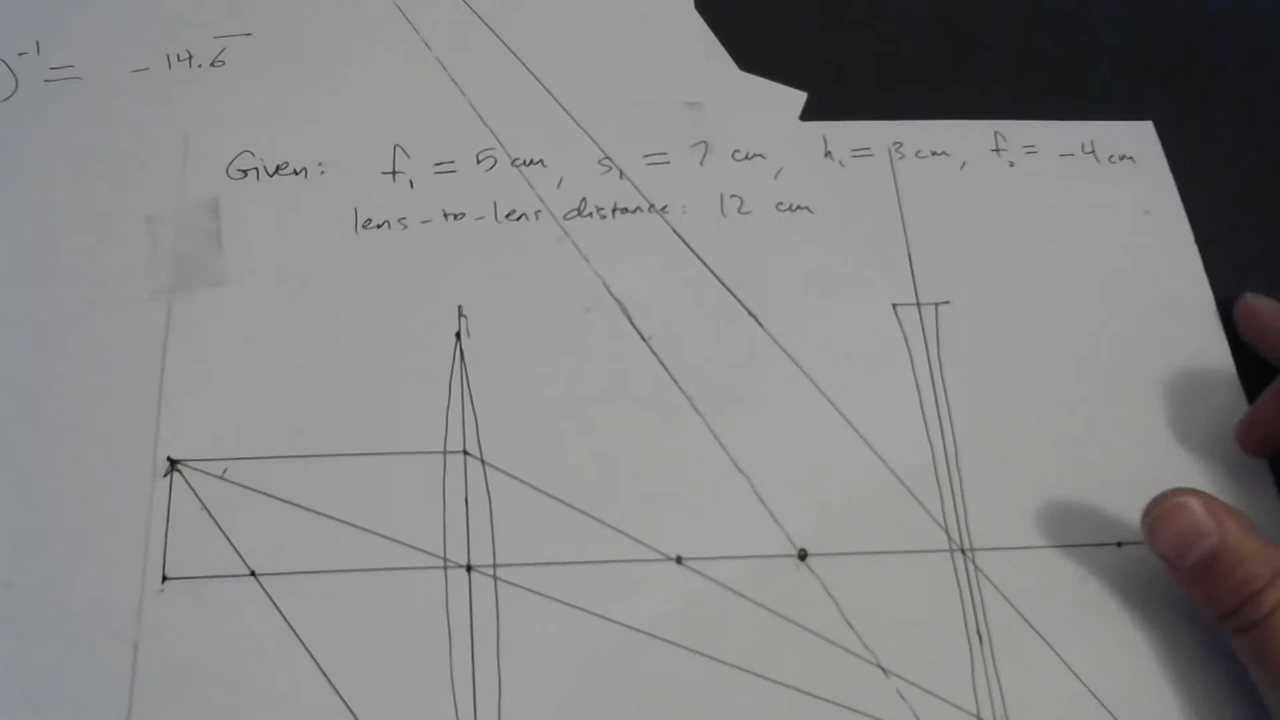 )⁻¹ = -14.6̅
Given: f₁ = 5 cm, s₁ = 7 cm, h₁ = 3 cm, f₂ = -4 cm
lens-to-lens distance: 12 cm